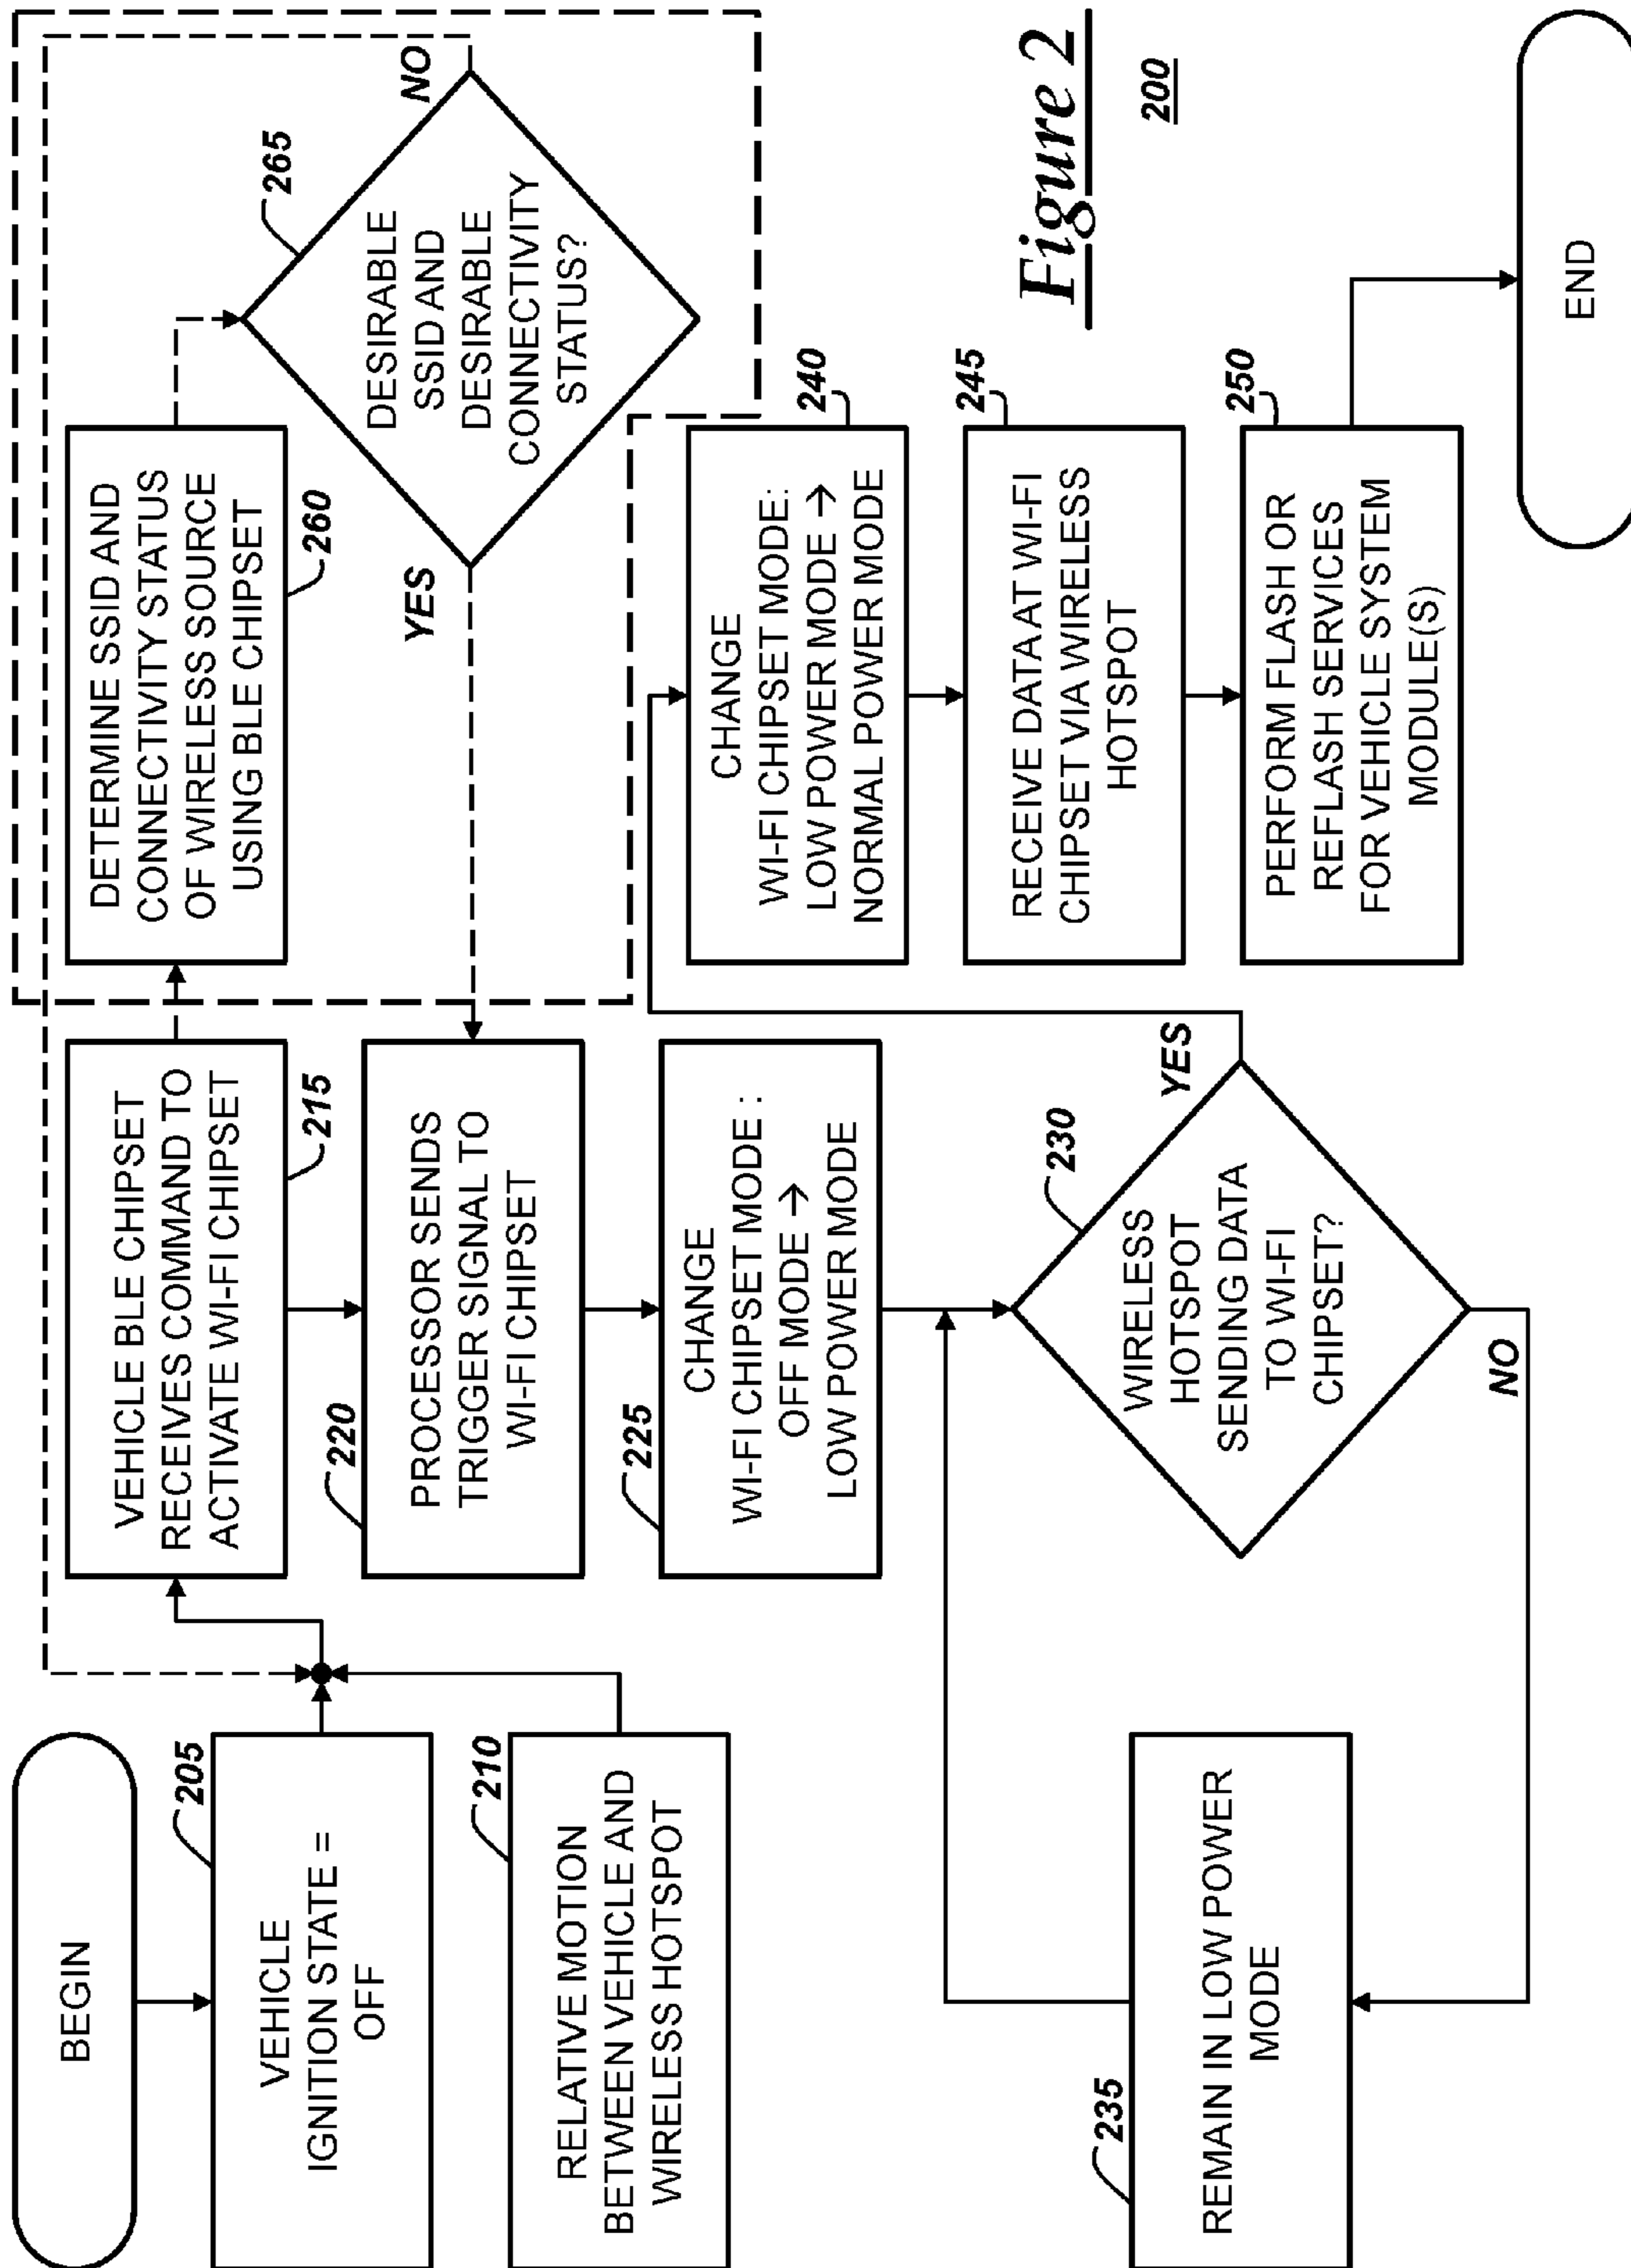 BEGIN
205
VEHICLE
IGNITION STATE =
OFF
210
RELATIVE MOTION
BETWEEN VEHICLE AND
WIRELESS HOTSPOT
VEHICLE BLE CHIPSET
RECEIVES COMMAND TO
ACTIVATE WI-FI CHIPSET
215
220
PROCESSOR SENDS
TRIGGER SIGNAL TO
WI-FI CHIPSET
225
CHANGE
WI-FI CHIPSET MODE :
OFF MODE →
LOW POWER MODE
230
WIRELESS
HOTSPOT
SENDING DATA
TO WI-FI
CHIPSET?
YES
NO
235
REMAIN IN LOW POWER
MODE
DETERMINE SSID AND
CONNECTIVITY STATUS
OF WIRELESS SOURCE
USING BLE CHIPSET
260
265
DESIRABLE
SSID AND
DESIRABLE
CONNECTIVITY
STATUS?
YES
NO
CHANGE
WI-FI CHIPSET MODE:
LOW POWER MODE →
NORMAL POWER MODE
240
RECEIVE DATA AT WI-FI
CHIPSET VIA WIRELESS
HOTSPOT
245
PERFORM FLASH OR
REFLASH SERVICES
FOR VEHICLE SYSTEM
MODULE(S)
250
END
Figure 2
200